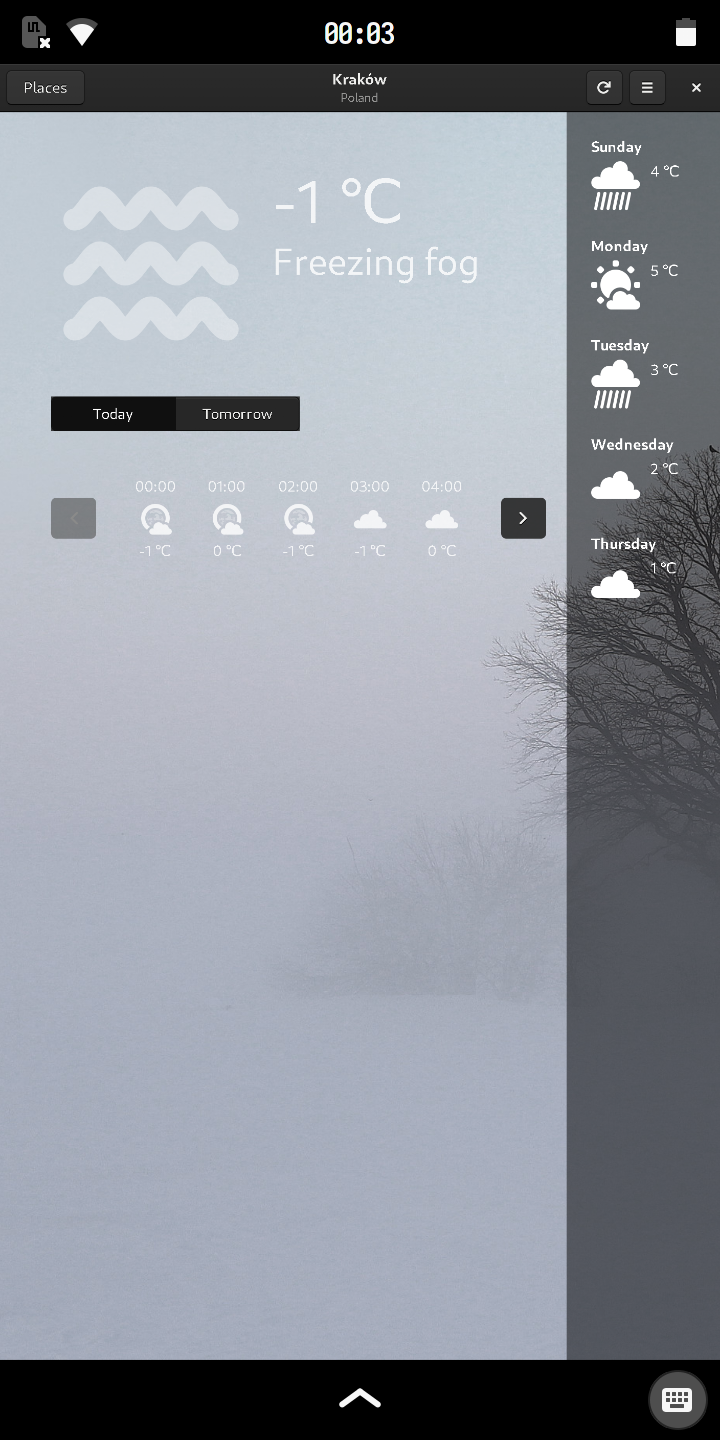 00:03
Places
Kraków
Poland
-1 °C
Freezing fog
Today Tomorrow
00:00 01:00 02:00 03:00 04:00
-1 °C 0 °C -1 °C -1 °C 0 °C
Sunday
4 °C
Monday
5 °C
Tuesday
3 °C
Wednesday
2 °C
Thursday
1 °C